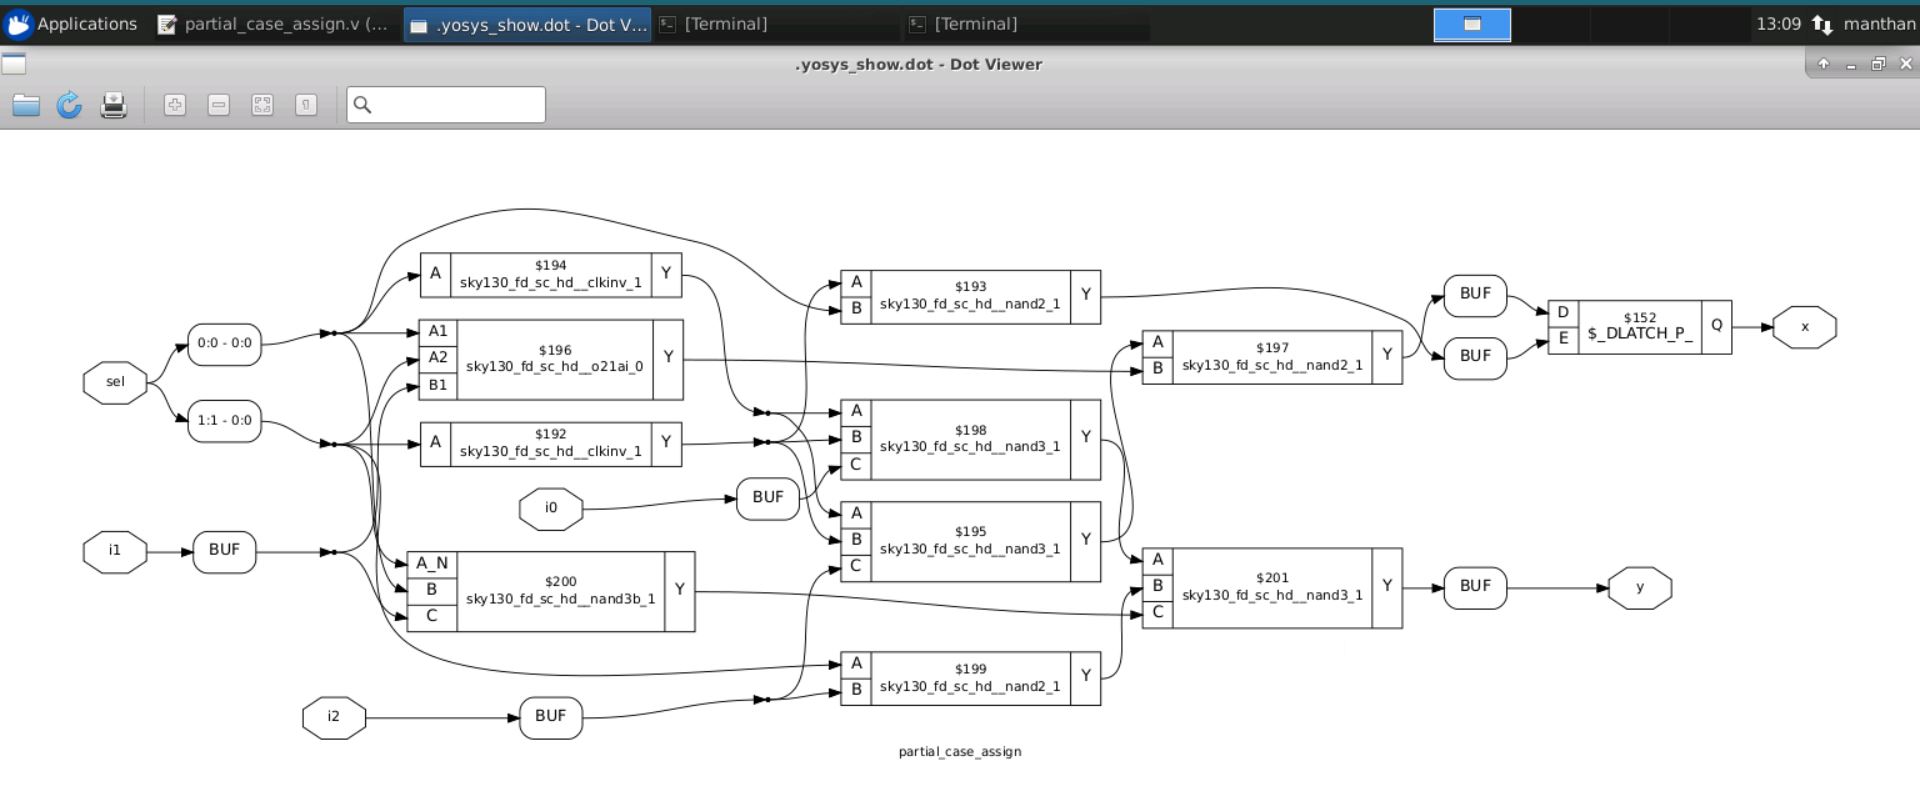 Applications
partial_case_assign.v (...
.yosys_show.dot - Dot V...
[Terminal]
[Terminal]
13:09
manthan
.yosys_show.dot - Dot Viewer
sel
0:0 - 0:0
1:1 - 0:0
i1
BUF
i2
BUF
i0
BUF
A
$194
sky130_fd_sc_hd__clkinv_1
Y
A1
A2
B1
$196
sky130_fd_sc_hd__o21ai_0
Y
A
$192
sky130_fd_sc_hd__clkinv_1
Y
A_N
B
C
$200
sky130_fd_sc_hd__nand3b_1
Y
A
B
$193
sky130_fd_sc_hd__nand2_1
Y
A
B
C
$198
sky130_fd_sc_hd__nand3_1
Y
A
B
C
$195
sky130_fd_sc_hd__nand3_1
Y
A
B
$199
sky130_fd_sc_hd__nand2_1
Y
A
B
$197
sky130_fd_sc_hd__nand2_1
Y
A
B
C
$201
sky130_fd_sc_hd__nand3_1
Y
BUF
BUF
D
E
$152
$_DLATCH_P_
Q
x
BUF
y
partial_case_assign